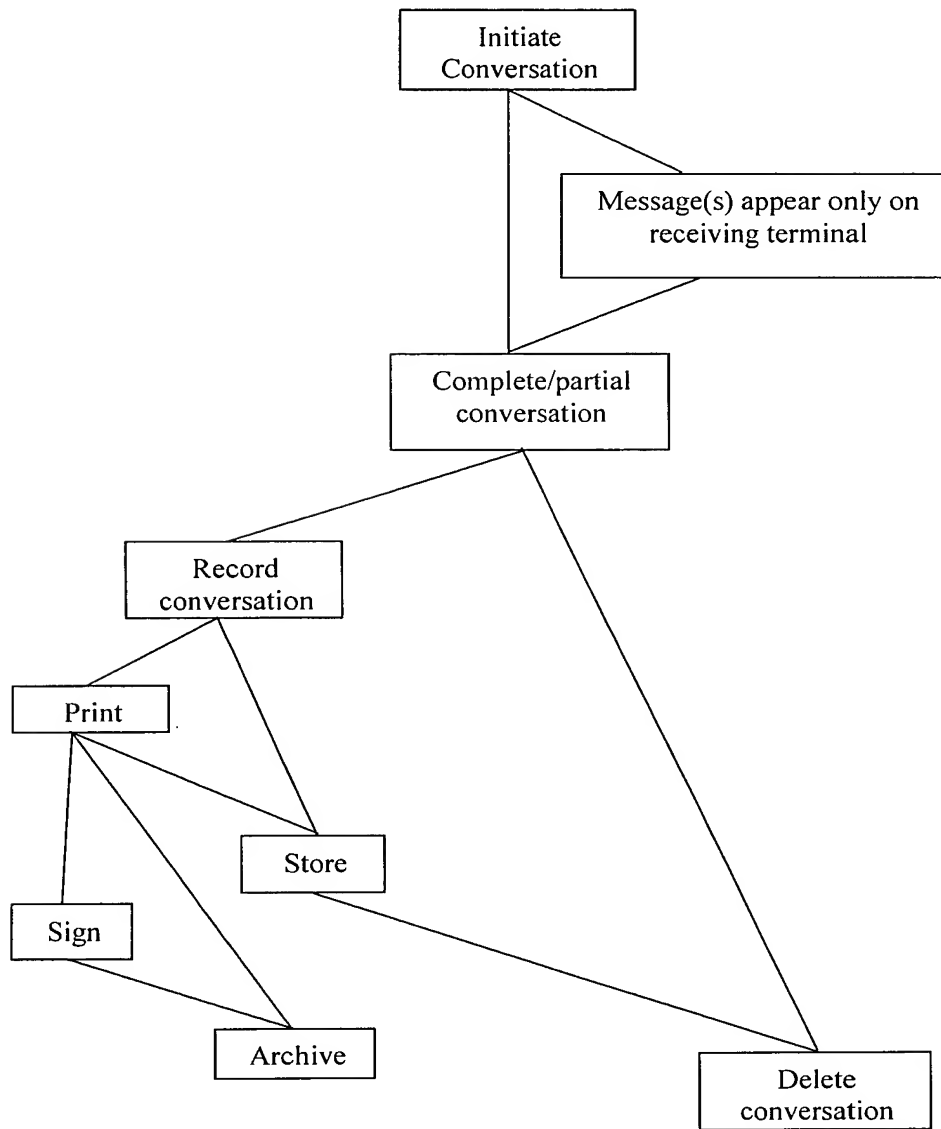 Initiate
Conversation
Message(s) appear only on
receiving terminal
Complete/partial
conversation
Record
conversation
Print
Store
Sign
Archive
Delete
conversation